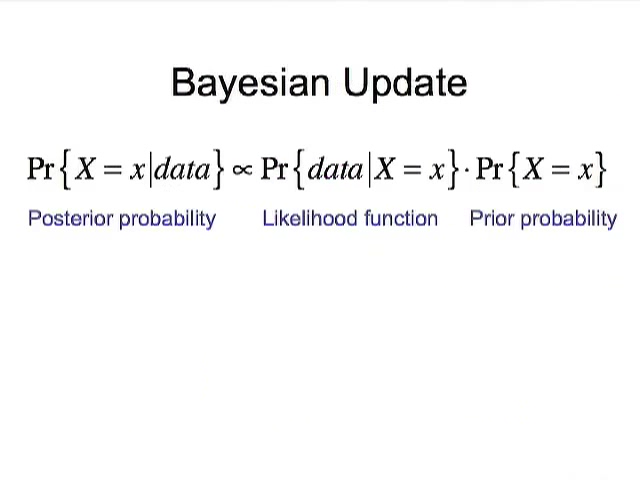 Bayesian Update
Pr{X = x|data} ∝ Pr{data|X = x}·Pr{X = x}
Posterior probability Likelihood function Prior probability